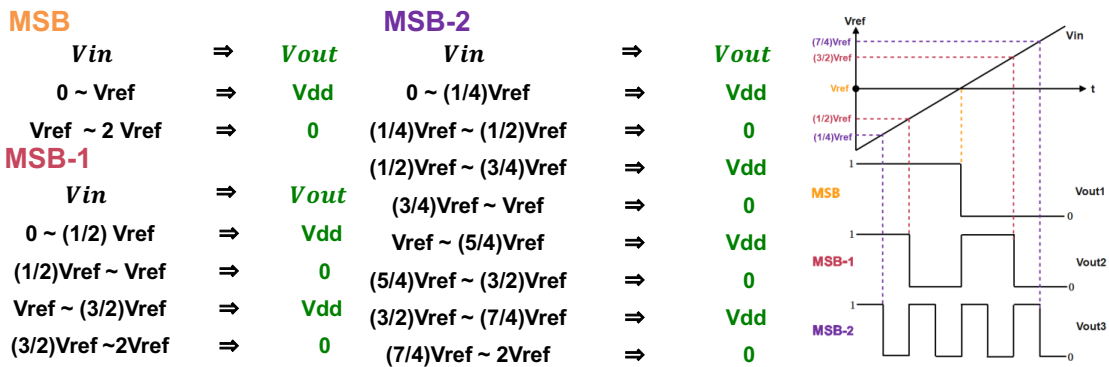 MSB
Vin ⇒ Vout
0 ~ Vref ⇒ Vdd
Vref ~ 2 Vref ⇒ 0
MSB-1
Vin ⇒ Vout
0 ~ (1/2) Vref ⇒ Vdd
(1/2)Vref ~ Vref ⇒ 0
Vref ~ (3/2)Vref ⇒ Vdd
(3/2)Vref ~2Vref ⇒ 0
MSB-2
Vin ⇒ Vout
0 ~ (1/4)Vref ⇒ Vdd
(1/4)Vref ~ (1/2)Vref ⇒ 0
(1/2)Vref ~ (3/4)Vref ⇒ Vdd
(3/4)Vref ~ Vref ⇒ 0
Vref ~ (5/4)Vref ⇒ Vdd
(5/4)Vref ~ (3/2)Vref ⇒ 0
(3/2)Vref ~ (7/4)Vref ⇒ Vdd
(7/4)Vref ~ 2Vref ⇒ 0
Vref
Vin
(7/4)Vref
(3/2)Vref
Vref
t
(1/2)Vref
(1/4)Vref
1
MSB
Vout1
0
1
MSB-1
Vout2
0
1
MSB-2
Vout3
0